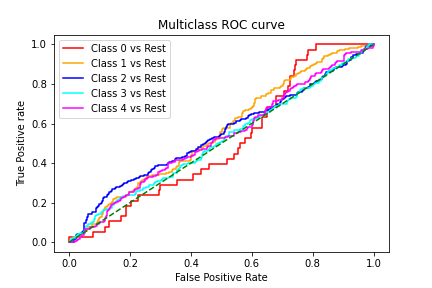 Multiclass ROC curve
True Positive rate
1.0
0.8
0.6
0.4
0.2
0.0
Class 0 vs Rest
Class 1 vs Rest
Class 2 vs Rest
Class 3 vs Rest
Class 4 vs Rest
0.0 0.2 0.4 0.6 0.8 1.0
False Positive Rate